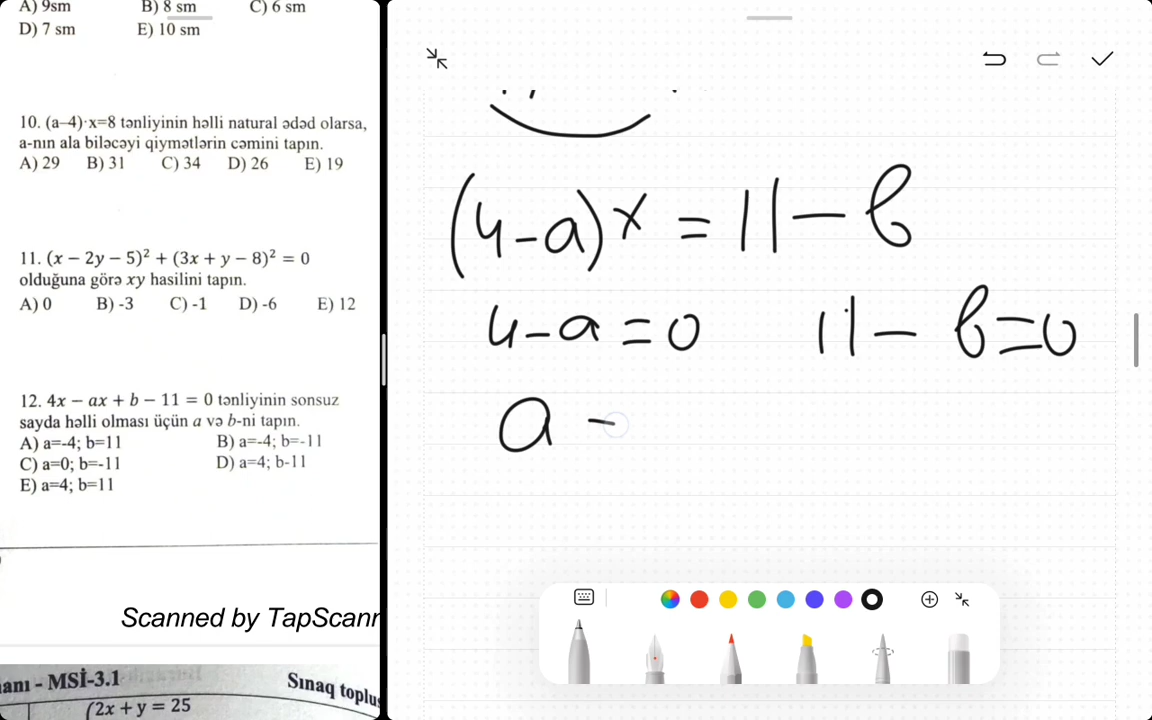 A) 9sm B) 8 sm C) 6 sm
D) 7 sm E) 10 sm
10. (a–4)·x=8 tənliyinin həlli natural ədəd olarsa,
a-nın ala biləcəyi qiymətlərin cəmini tapın.
A) 29 B) 31 C) 34 D) 26 E) 19
11. (x − 2y − 5)² + (3x + y − 8)² = 0
olduğuna görə xy hasilini tapın.
A) 0 B) -3 C) -1 D) -6 E) 12
12. 4x − ax + b − 11 = 0 tənliyinin sonsuz
sayda həlli olması üçün a və b-ni tapın.
A) a=-4; b=11 B) a=-4; b=-11
C) a=0; b=-11 D) a=4; b-11
E) a=4; b=11
Scanned by TapScann
anı - MSİ-3.1 Sınaq toplu
(2x + y = 25
(4-a)x = 11-b
4-a=0 11-b=0
a -